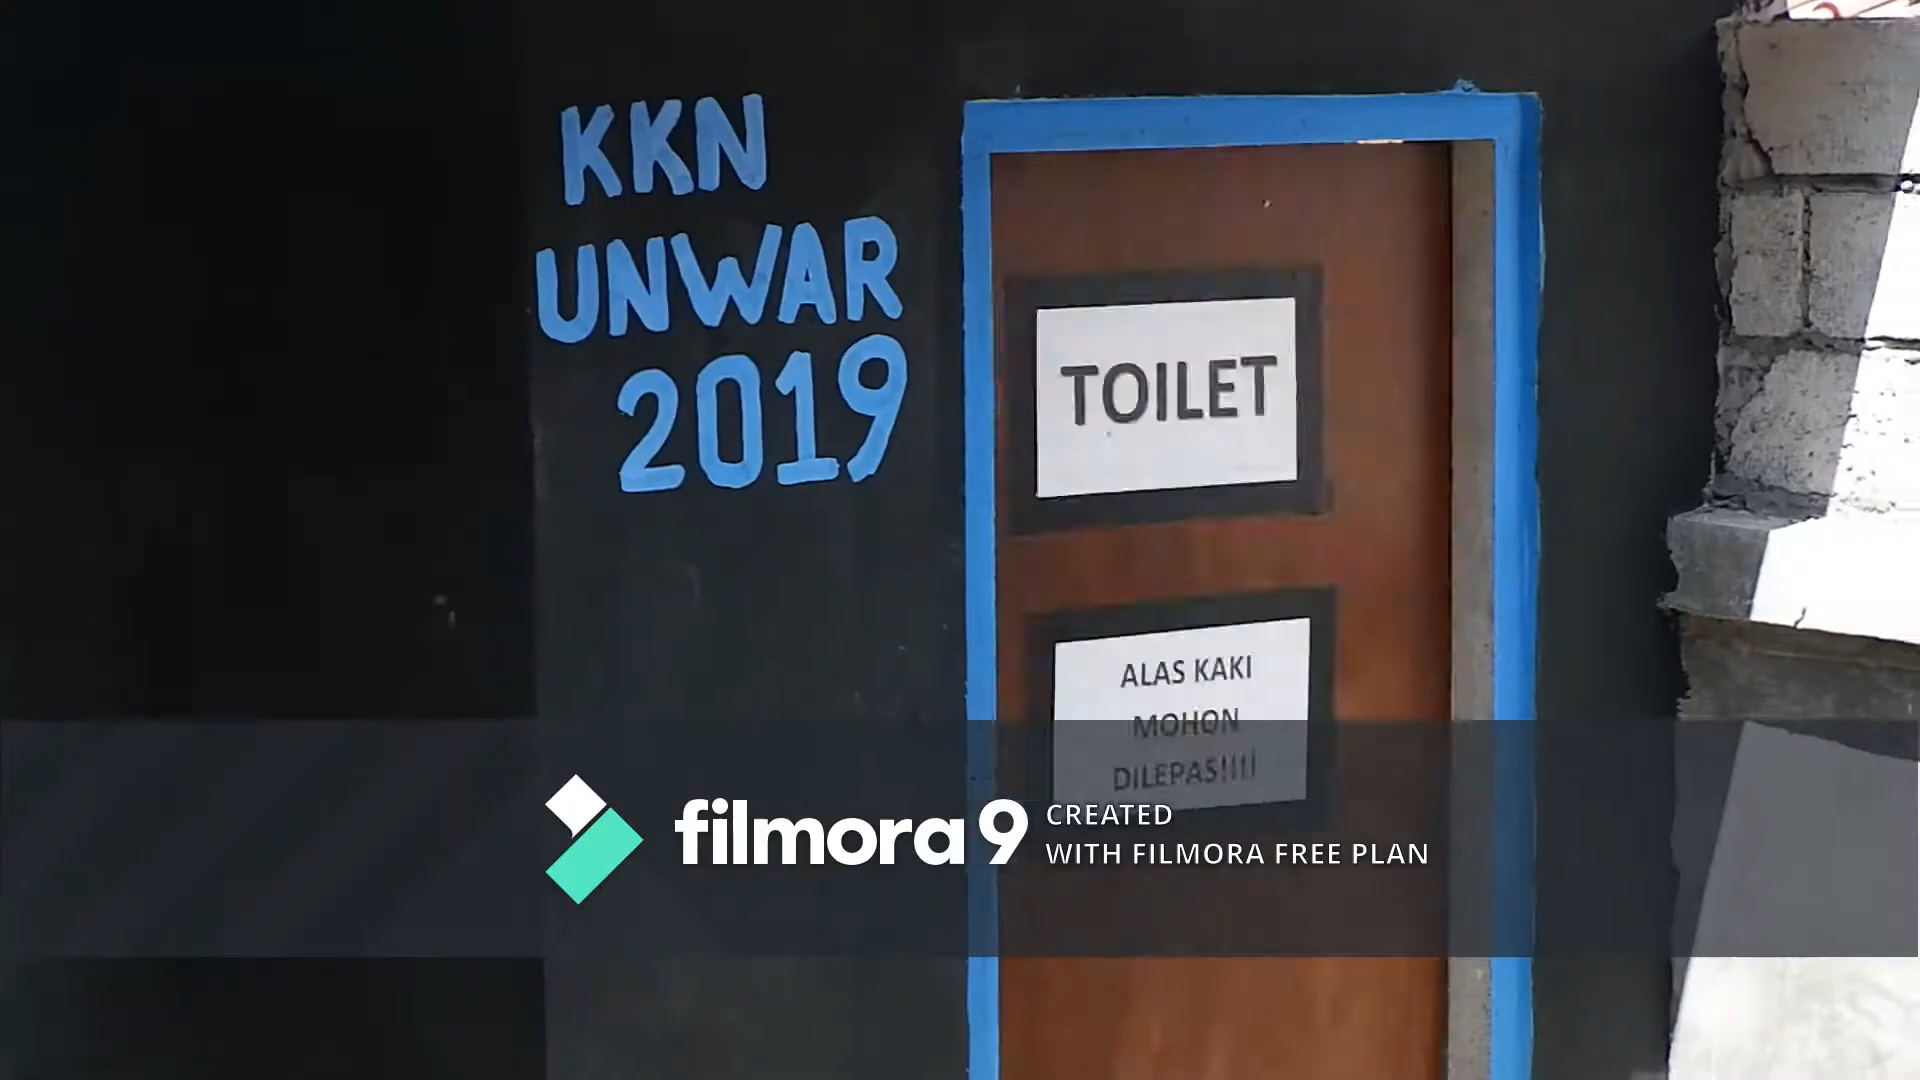 KKN
UNWAR
2019
TOILET
ALAS KAKI
MOHON
DILEPAS!!!!
filmora9
CREATED
WITH FILMORA FREE PLAN